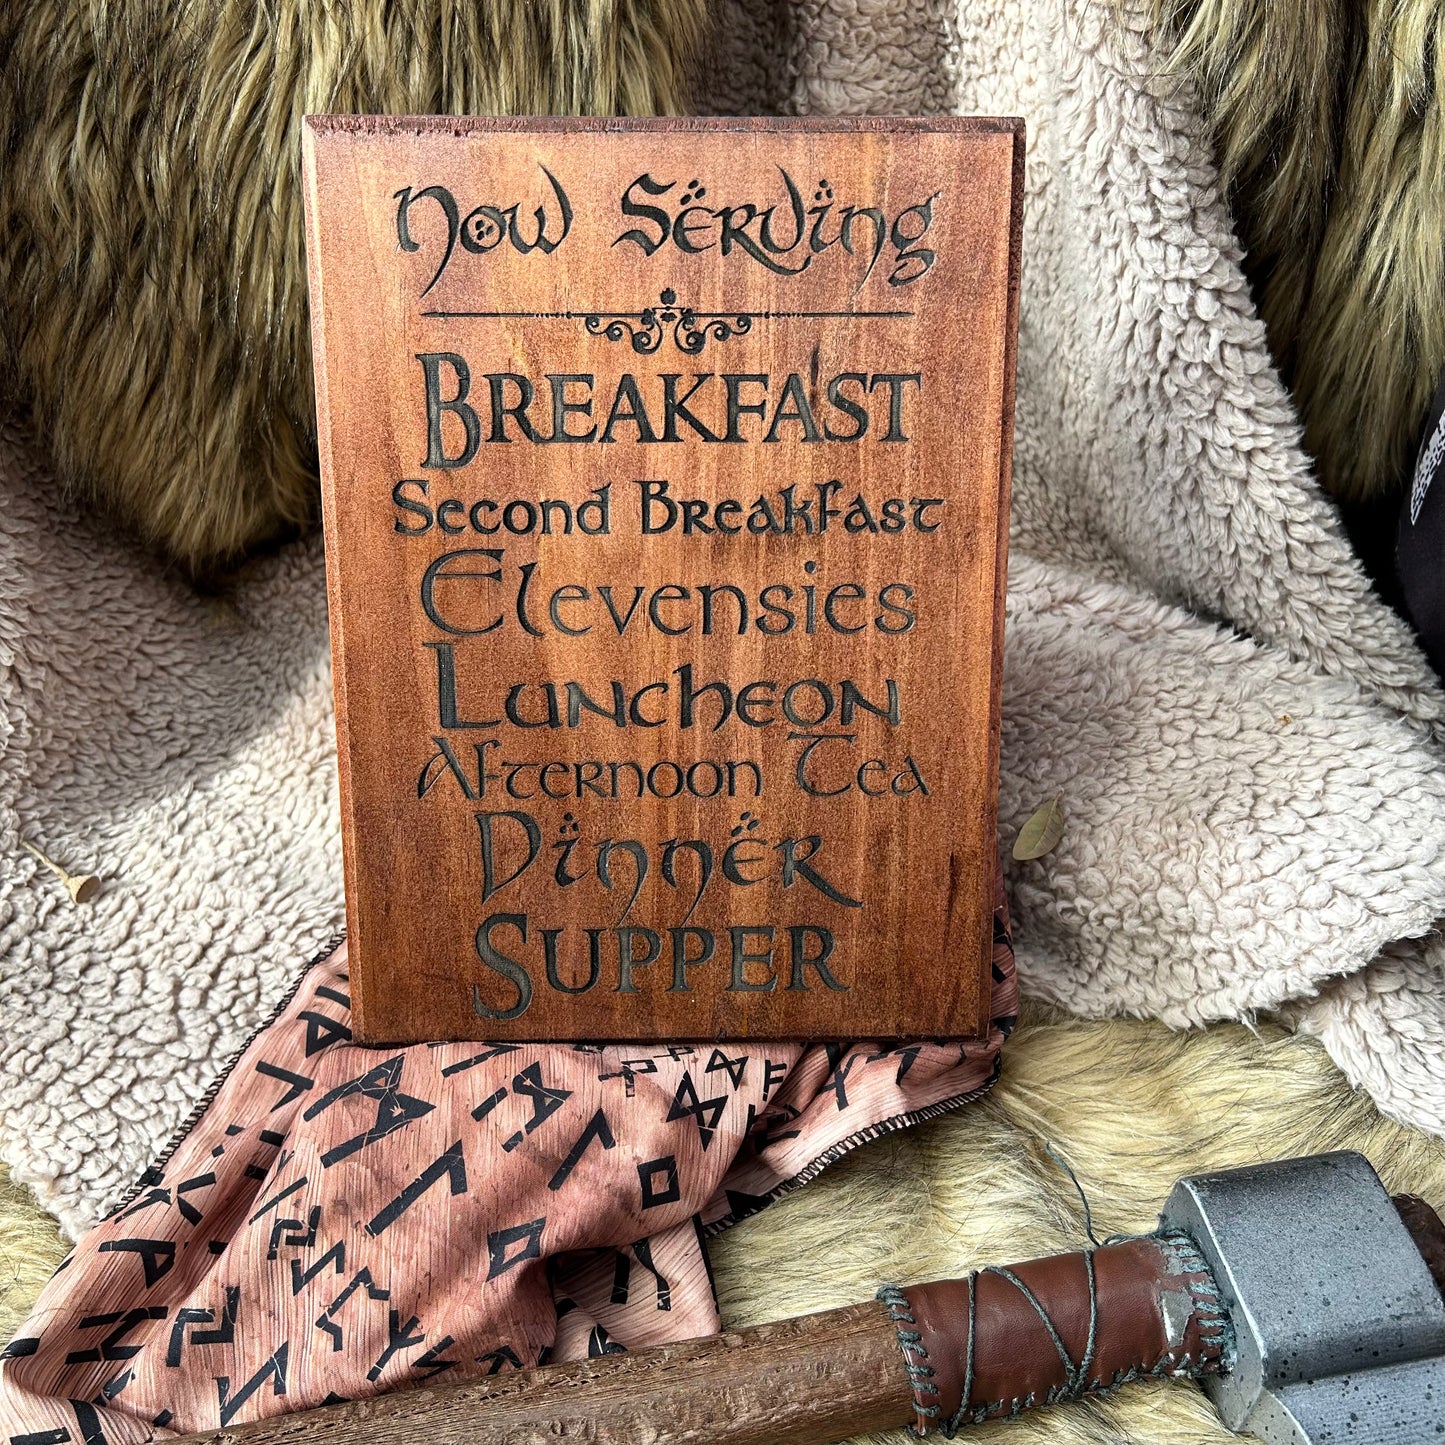 Now Serving
Breakfast
Second Breakfast
Elevensies
Luncheon
Afternoon Tea
Dinner
Supper